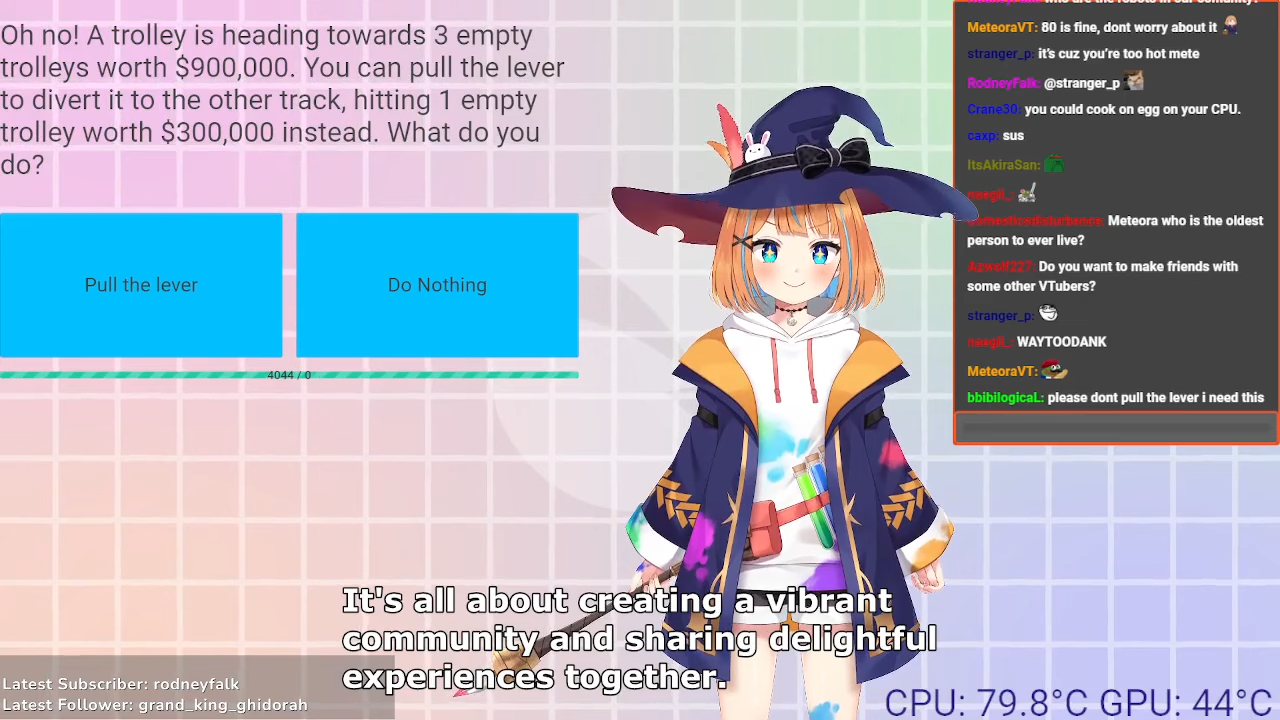 Oh no! A trolley is heading towards 3 empty
trolleys worth $900,000. You can pull the lever
to divert it to the other track, hitting 1 empty
trolley worth $300,000 instead. What do you
do?
Pull the lever
Do Nothing
4044 / 0
MeteoraVT: 80 is fine, dont worry about it
stranger_p: it's cuz you're too hot mete
RodneyFalk: @stranger_p
Crane30: you could cook on egg on your CPU.
caxp: sus
ItsAkiraSan:
Meteora who is the oldest
person to ever live?
Azwolf227: Do you want to make friends with
some other VTubers?
stranger_p:
WAYTOODANK
MeteoraVT:
bbibilogicaL: please dont pull the lever i need this
It's all about creating a vibrant
community and sharing delightful
experiences together.
Latest Subscriber: rodneyfalk
Latest Follower: grand_king_ghidorah
CPU: 79.8°C GPU: 44°C